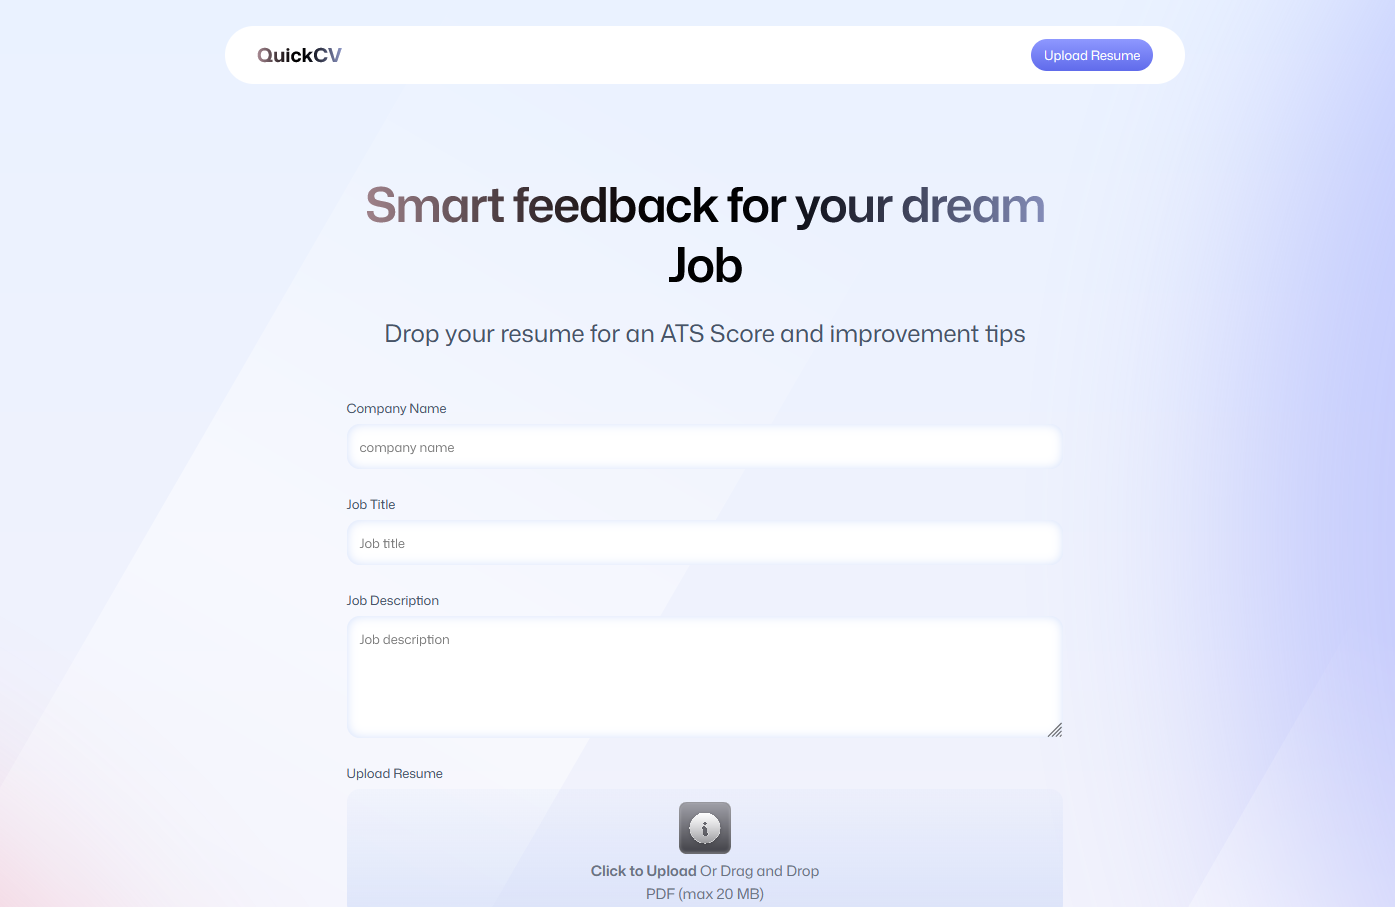 QuickCV
Upload Resume
Smart feedback for your dream
Job
Drop your resume for an ATS Score and improvement tips
Company Name
company name
Job Title
Job title
Job Description
Job description
Upload Resume
i
Click to Upload Or Drag and Drop
PDF (max 20 MB)